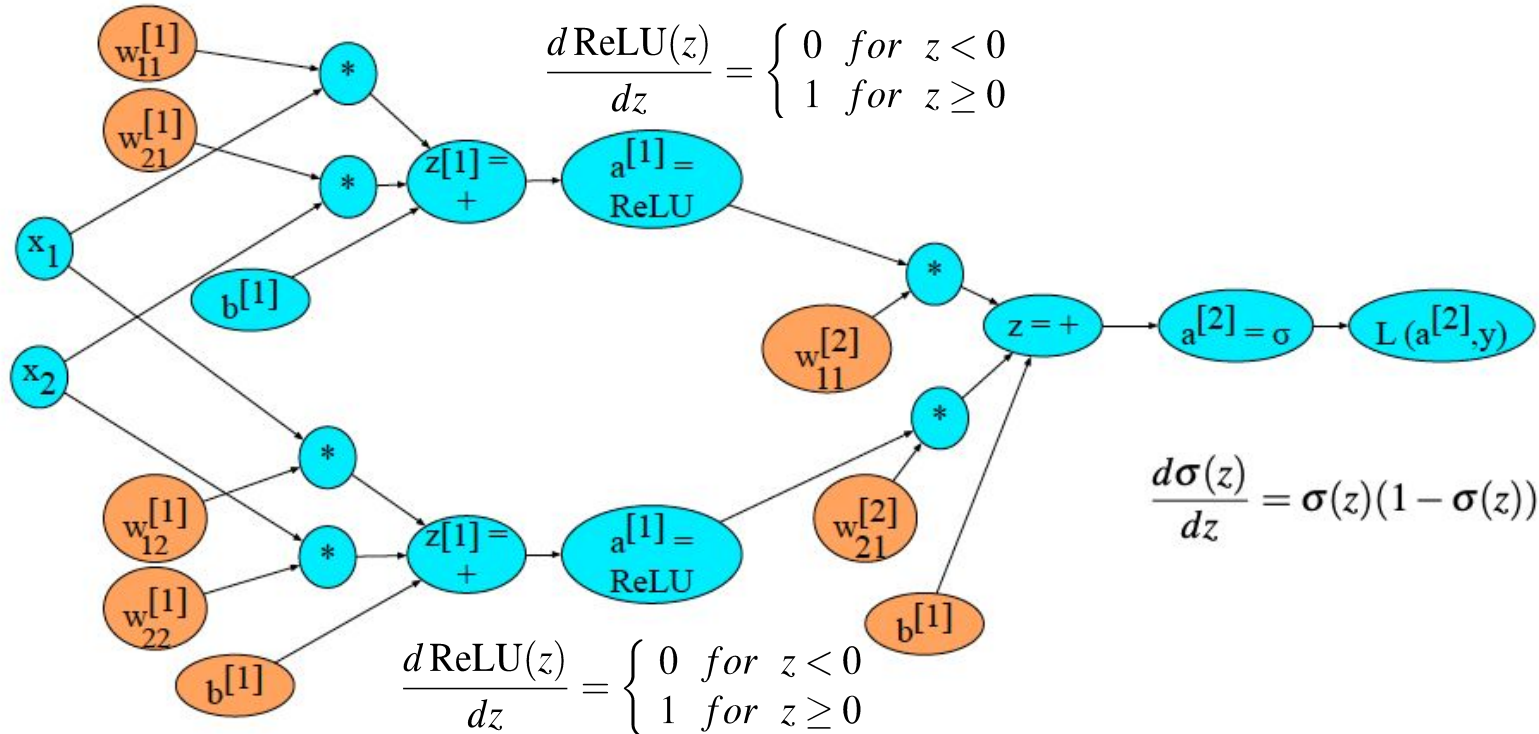 w[1]11
*
d ReLU(z)/dz = { 0 for z < 0
1 for z ≥ 0
w[1]21
*
z[1] =
+
a[1] =
ReLU
x1
b[1]
*
w[2]11
z = +
a[2] = σ
L (a[2],y)
x2
*
*
w[2]21
dσ(z)/dz = σ(z)(1 − σ(z))
w[1]12
*
z[1] =
+
a[1] =
ReLU
w[1]22
b[1]
b[1]
d ReLU(z)/dz = { 0 for z < 0
1 for z ≥ 0